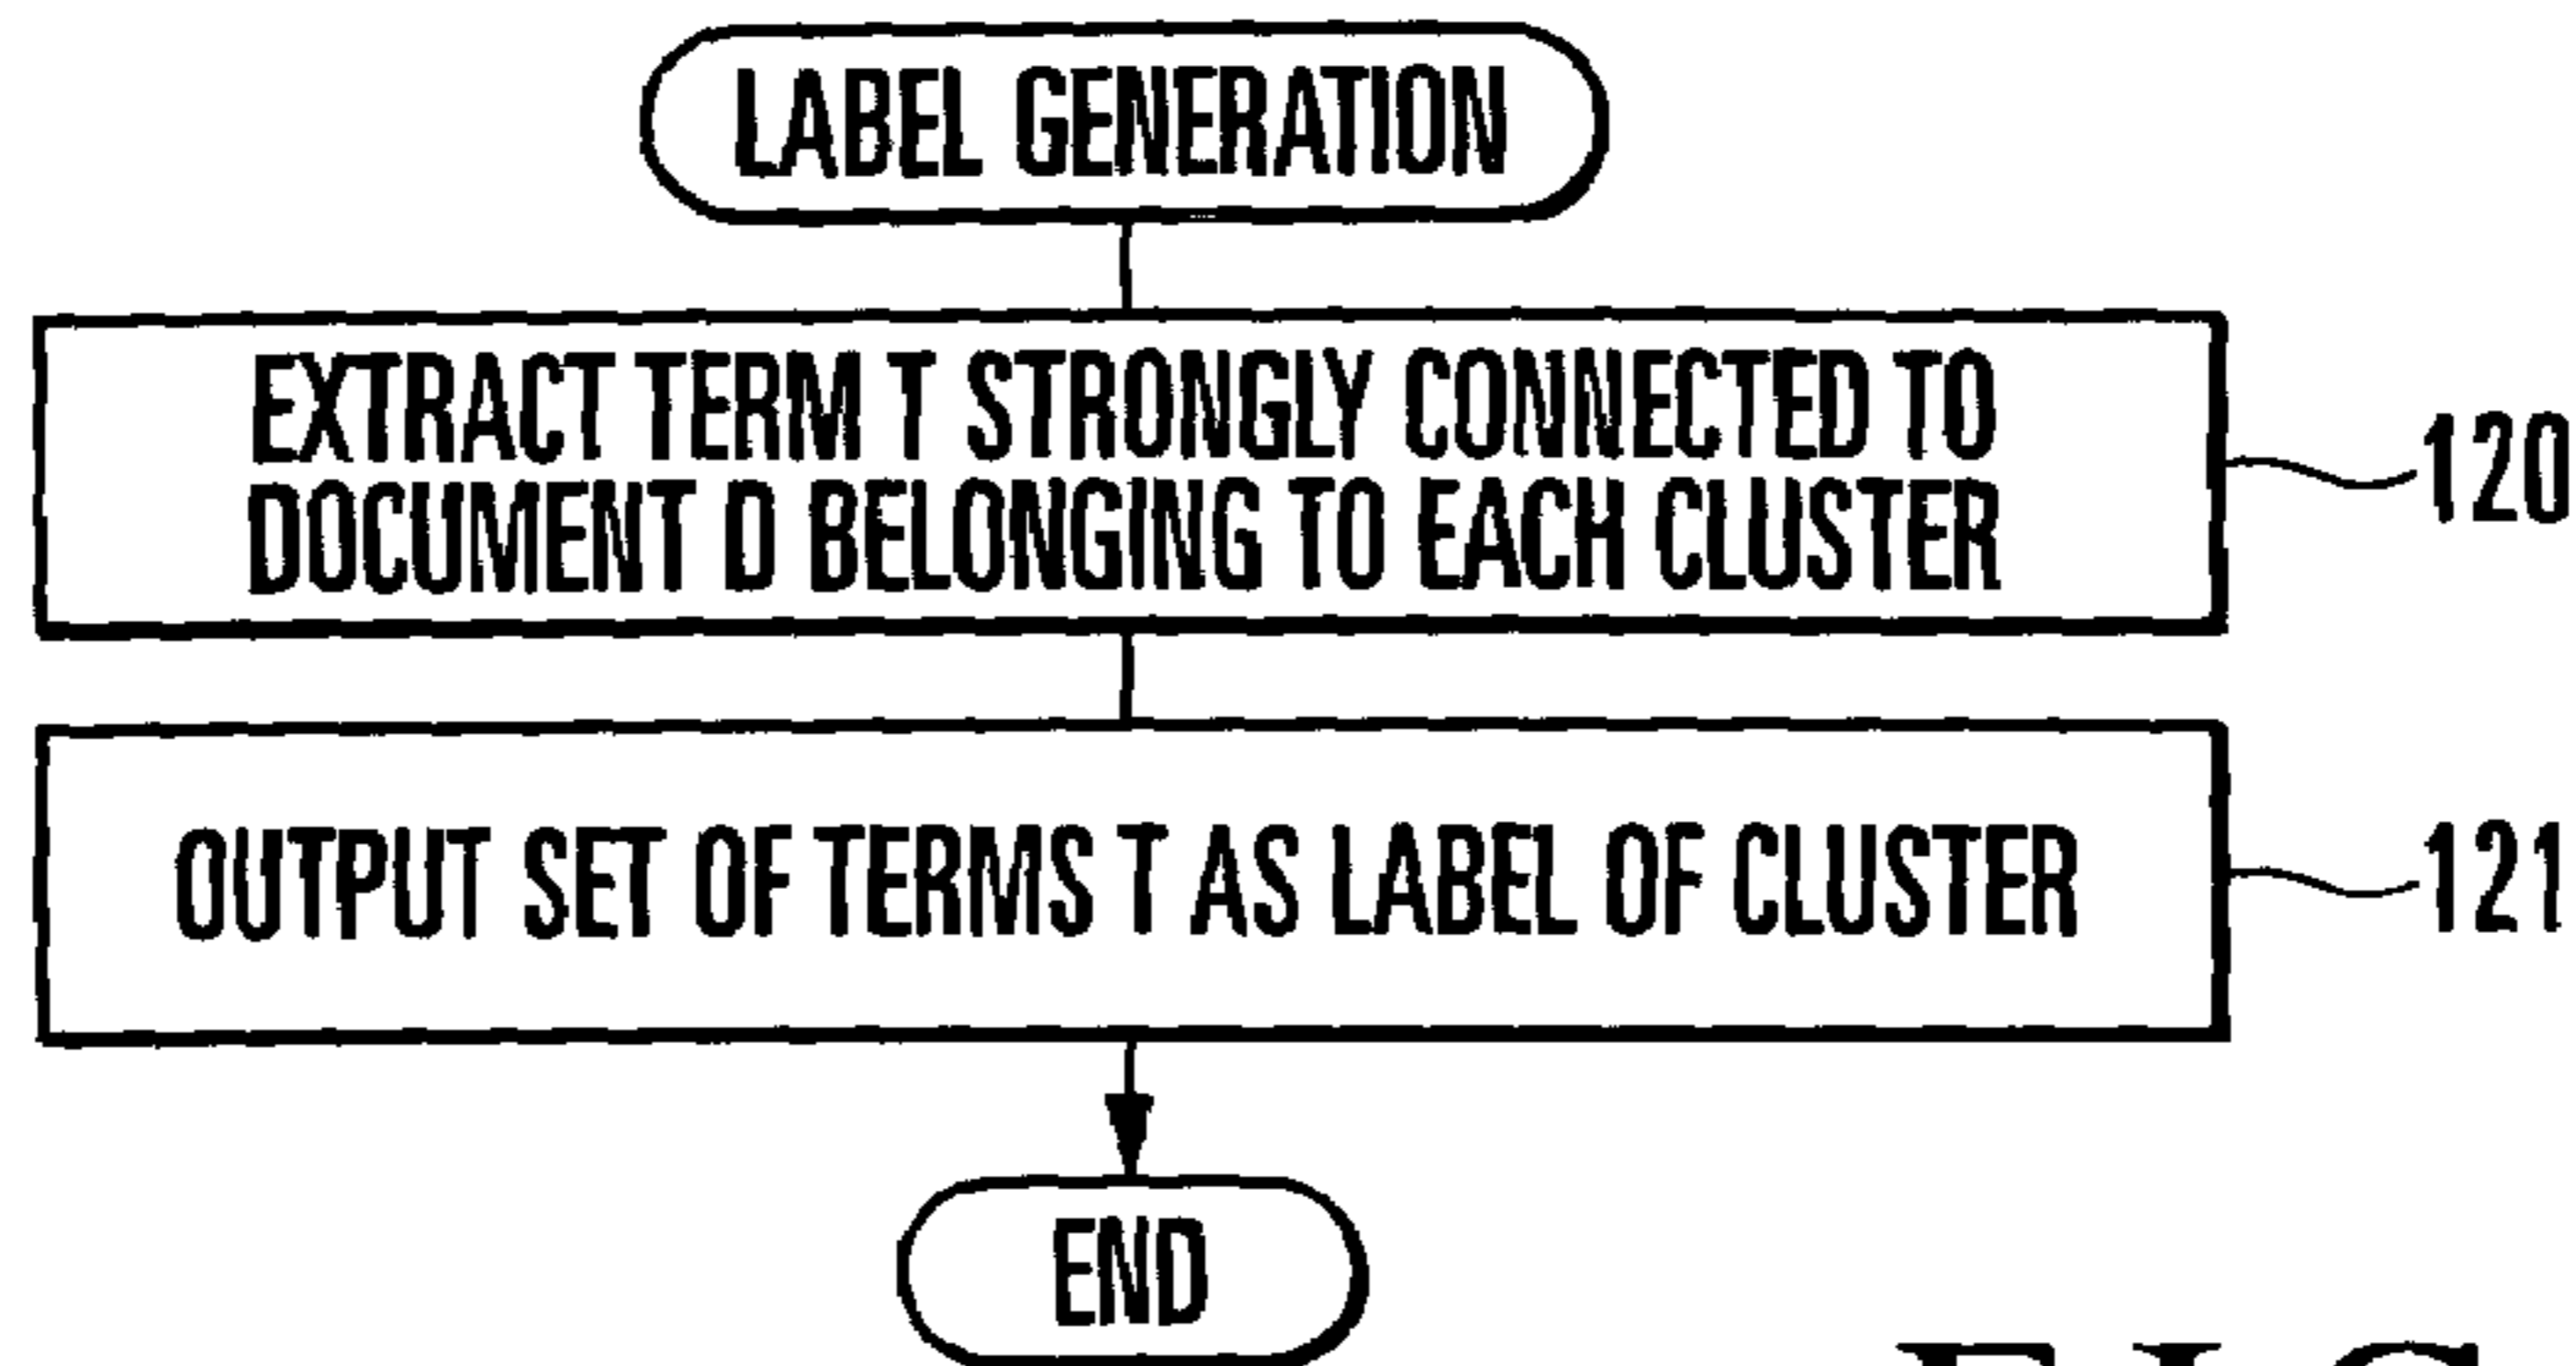 LABEL GENERATION
EXTRACT TERM T STRONGLY CONNECTED TO
DOCUMENT D BELONGING TO EACH CLUSTER
120
OUTPUT SET OF TERMS T AS LABEL OF CLUSTER
121
END